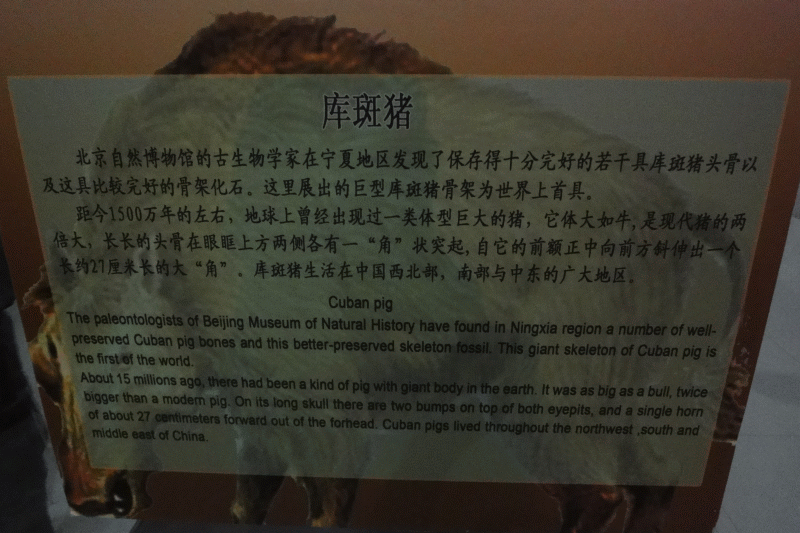 库斑猪
北京自然博物馆的古生物学家在宁夏地区发现了保存得十分完好的若干具库斑猪头骨以
及这具比较完好的骨架化石。这里展出的巨型库斑猪骨架为世界上首具。
距今1500万年的左右，地球上曾经出现过一类体型巨大的猪，它体大如牛,是现代猪的两
倍大，长长的头骨在眼眶上方两侧各有一“角”状突起,自它的前额正中向前方斜伸出一个
长约27厘米长的大“角”。库斑猪生活在中国西北部，南部与中东的广大地区。
Cuban pig
The paleontologists of Beijing Museum of Natural History have found in Ningxia region a number of well-
preserved Cuban pig bones and this better-preserved skeleton fossil. This giant skeleton of Cuban pig is
the first of the world.
About 15 millions ago, there had been a kind of pig with giant body in the earth. It was as big as a bull, twice
bigger than a modern pig. On its long skull there are two bumps on top of both eyepits, and a single horn
of about 27 centimeters forward out of the forhead. Cuban pigs lived throughout the northwest ,south and
middle east of China.